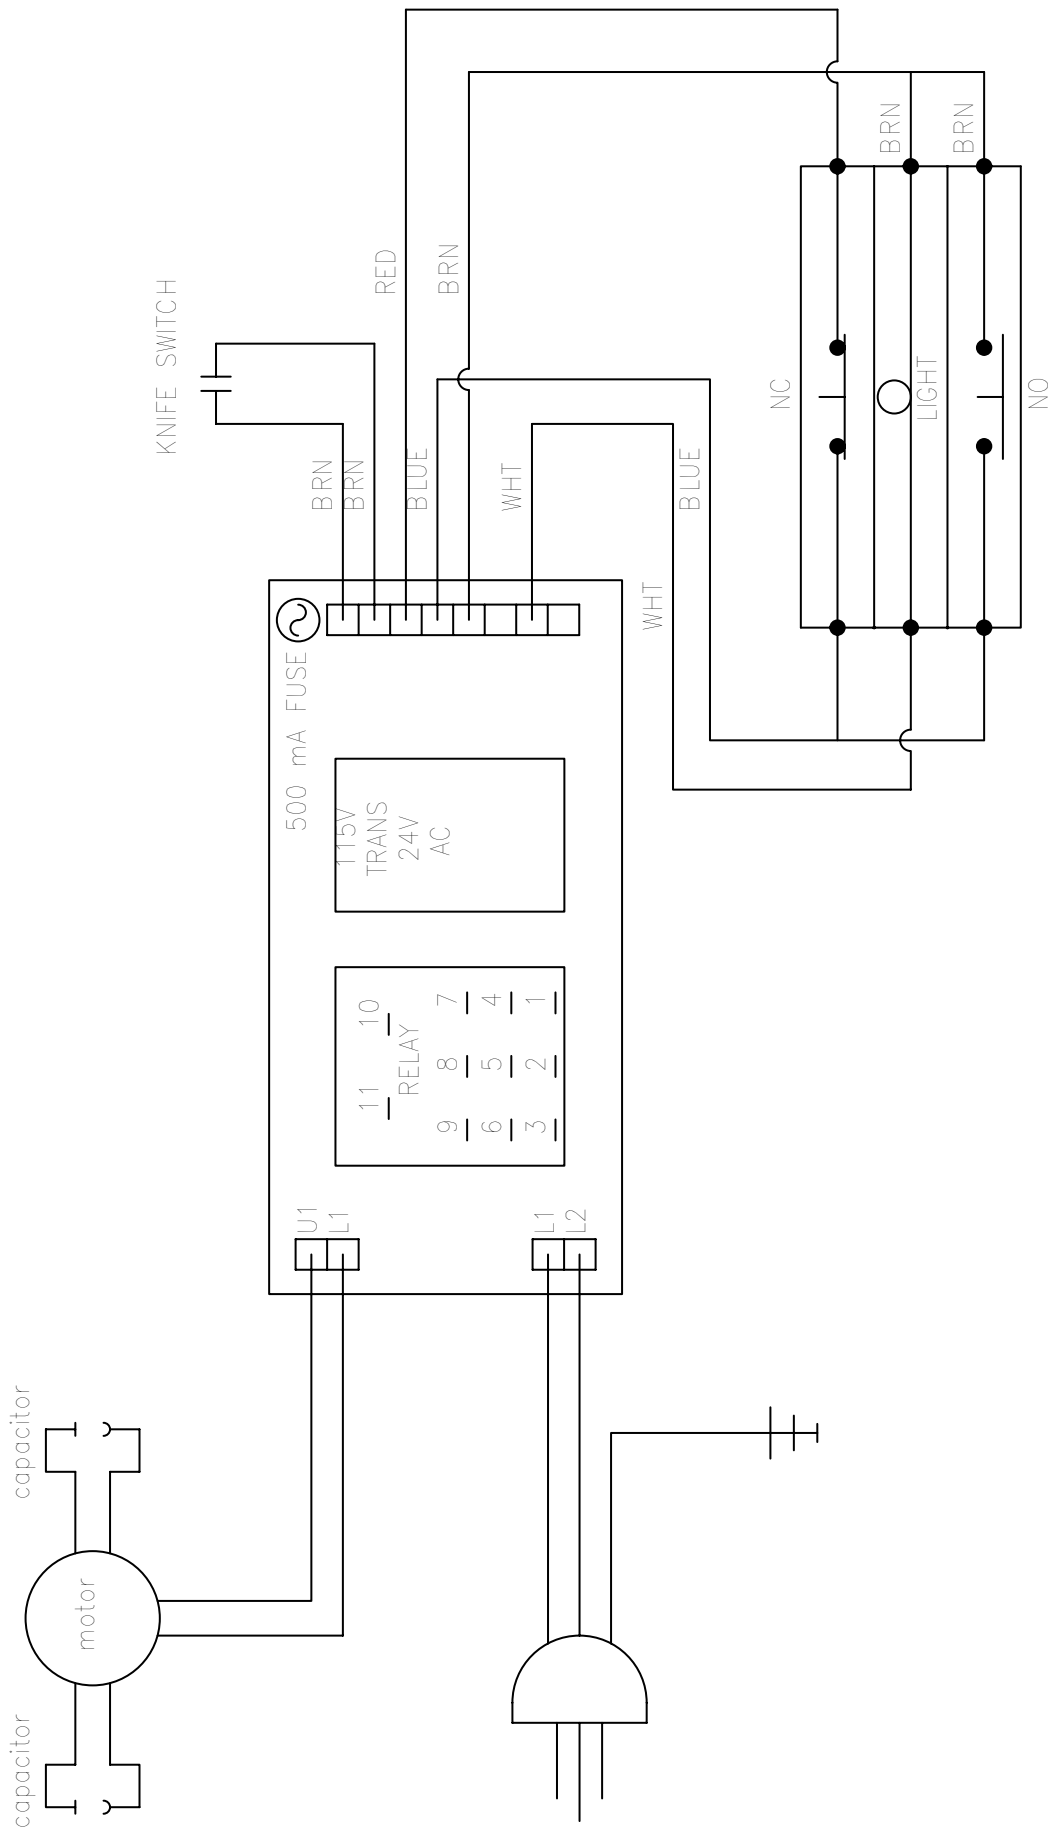 KNIFE SWITCH
RED
BRN
BRN
BRN
BRN
BRN
BLUE
WHT
BLUE
WHT
NC
LIGHT
NO
500 mA FUSE
115V
TRANS
24V
AC
10
11
RELAY
7
8
9
4
5
6
1
2
3
U1
L1
L1
L2
capacitor
motor
capacitor